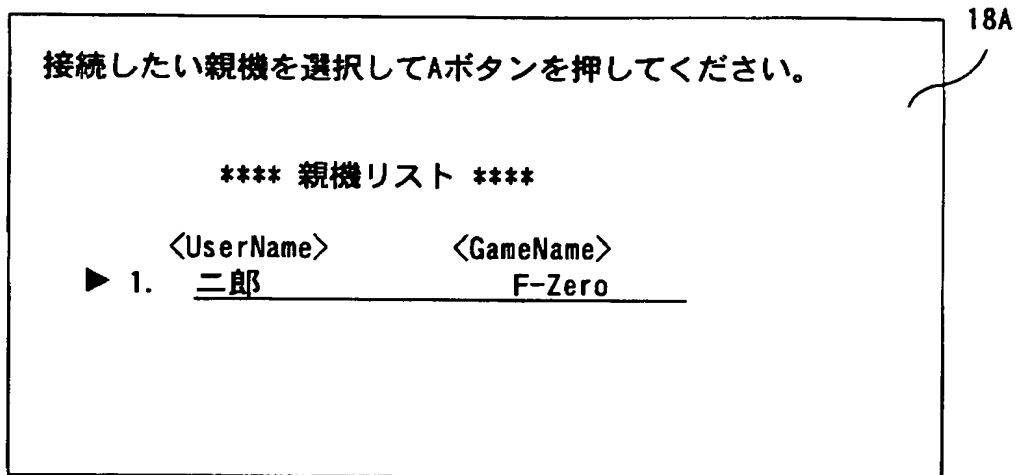 18A
接続したい親機を選択してAボタンを押してください。
**** 親機リスト ****
<UserName> <GameName>
▶ 1. 二郎 F-Zero